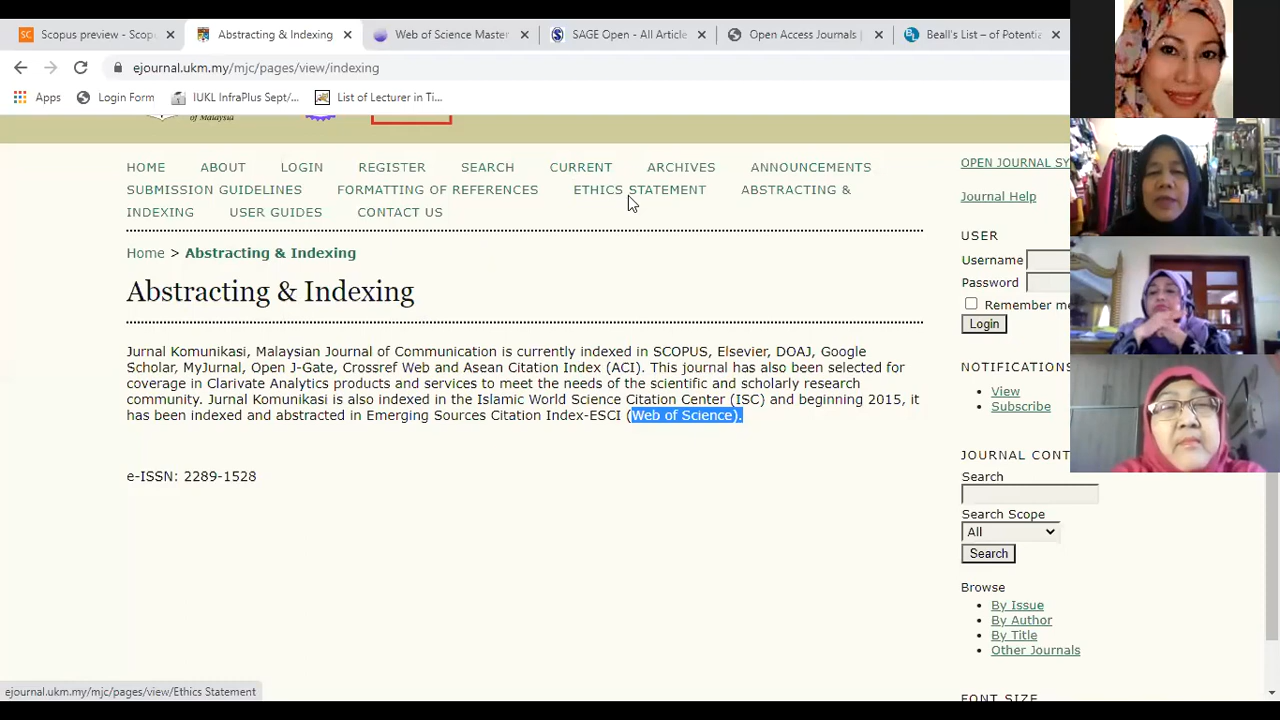 Scopus preview - Scop
Abstracting & Indexing
Web of Science Master
SAGE Open - All Article
Open Access Journals |
Beall's List – of Potentia
ejournal.ukm.my/mjc/pages/view/indexing
Apps
Login Form
IUKL InfraPlus Sept/...
List of Lecturer in Ti...
of Malaysia
HOME ABOUT LOGIN REGISTER SEARCH CURRENT ARCHIVES ANNOUNCEMENTS
SUBMISSION GUIDELINES FORMATTING OF REFERENCES ETHICS STATEMENT ABSTRACTING &
INDEXING USER GUIDES CONTACT US
Home > Abstracting & Indexing
Abstracting & Indexing
Jurnal Komunikasi, Malaysian Journal of Communication is currently indexed in SCOPUS, Elsevier, DOAJ, Google
Scholar, MyJurnal, Open J-Gate, Crossref Web and Asean Citation Index (ACI). This journal has also been selected for
coverage in Clarivate Analytics products and services to meet the needs of the scientific and scholarly research
community. Jurnal Komunikasi is also indexed in the Islamic World Science Citation Center (ISC) and beginning 2015, it
has been indexed and abstracted in Emerging Sources Citation Index-ESCI (Web of Science).
e-ISSN: 2289-1528
OPEN JOURNAL SY
Journal Help
USER
Username
Password
Remember me
Login
NOTIFICATIONS
View
Subscribe
JOURNAL CONT
Search
Search Scope
All
Search
Browse
By Issue
By Author
By Title
Other Journals
FONT SIZE
ejournal.ukm.my/mjc/pages/view/Ethics Statement